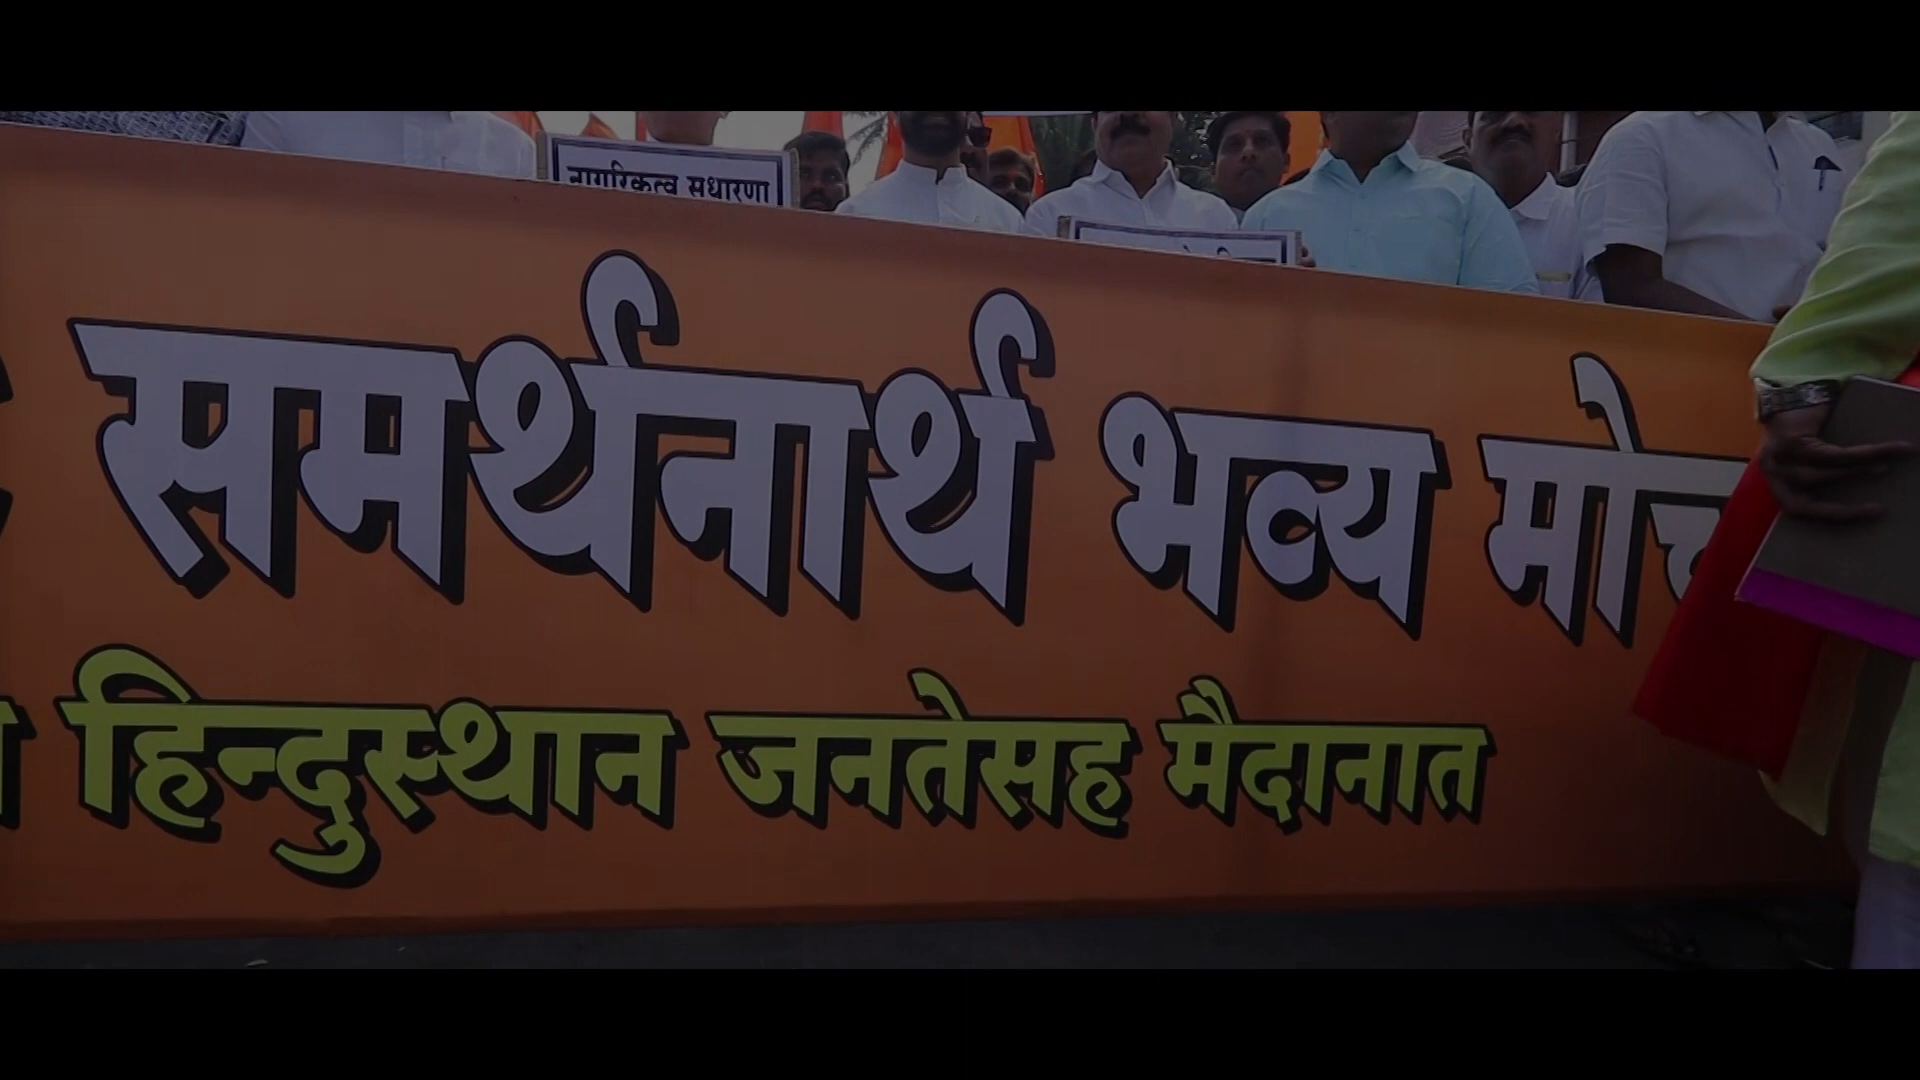 नागरिकत्व सुधारणा
समर्थनार्थ भव्य
हिन्दुस्थान जनतेसह मैदानात